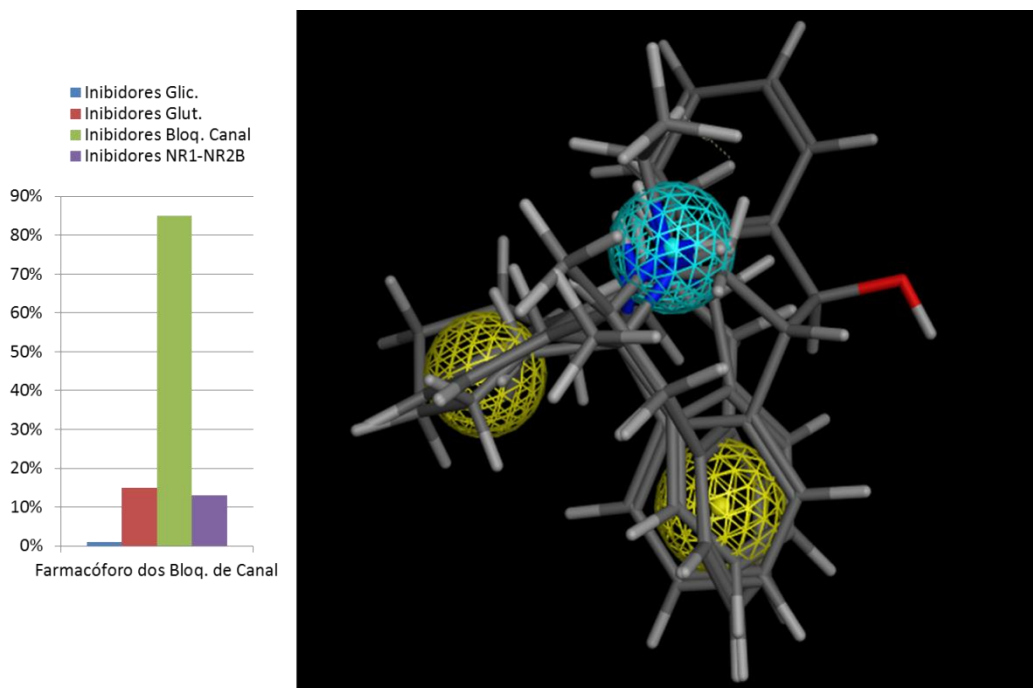 Inibidores Glic.
Inibidores Glut.
Inibidores Bloq. Canal
Inibidores NR1-NR2B
90%
80%
70%
60%
50%
40%
30%
20%
10%
0%
Farmacóforo dos Bloq. de Canal